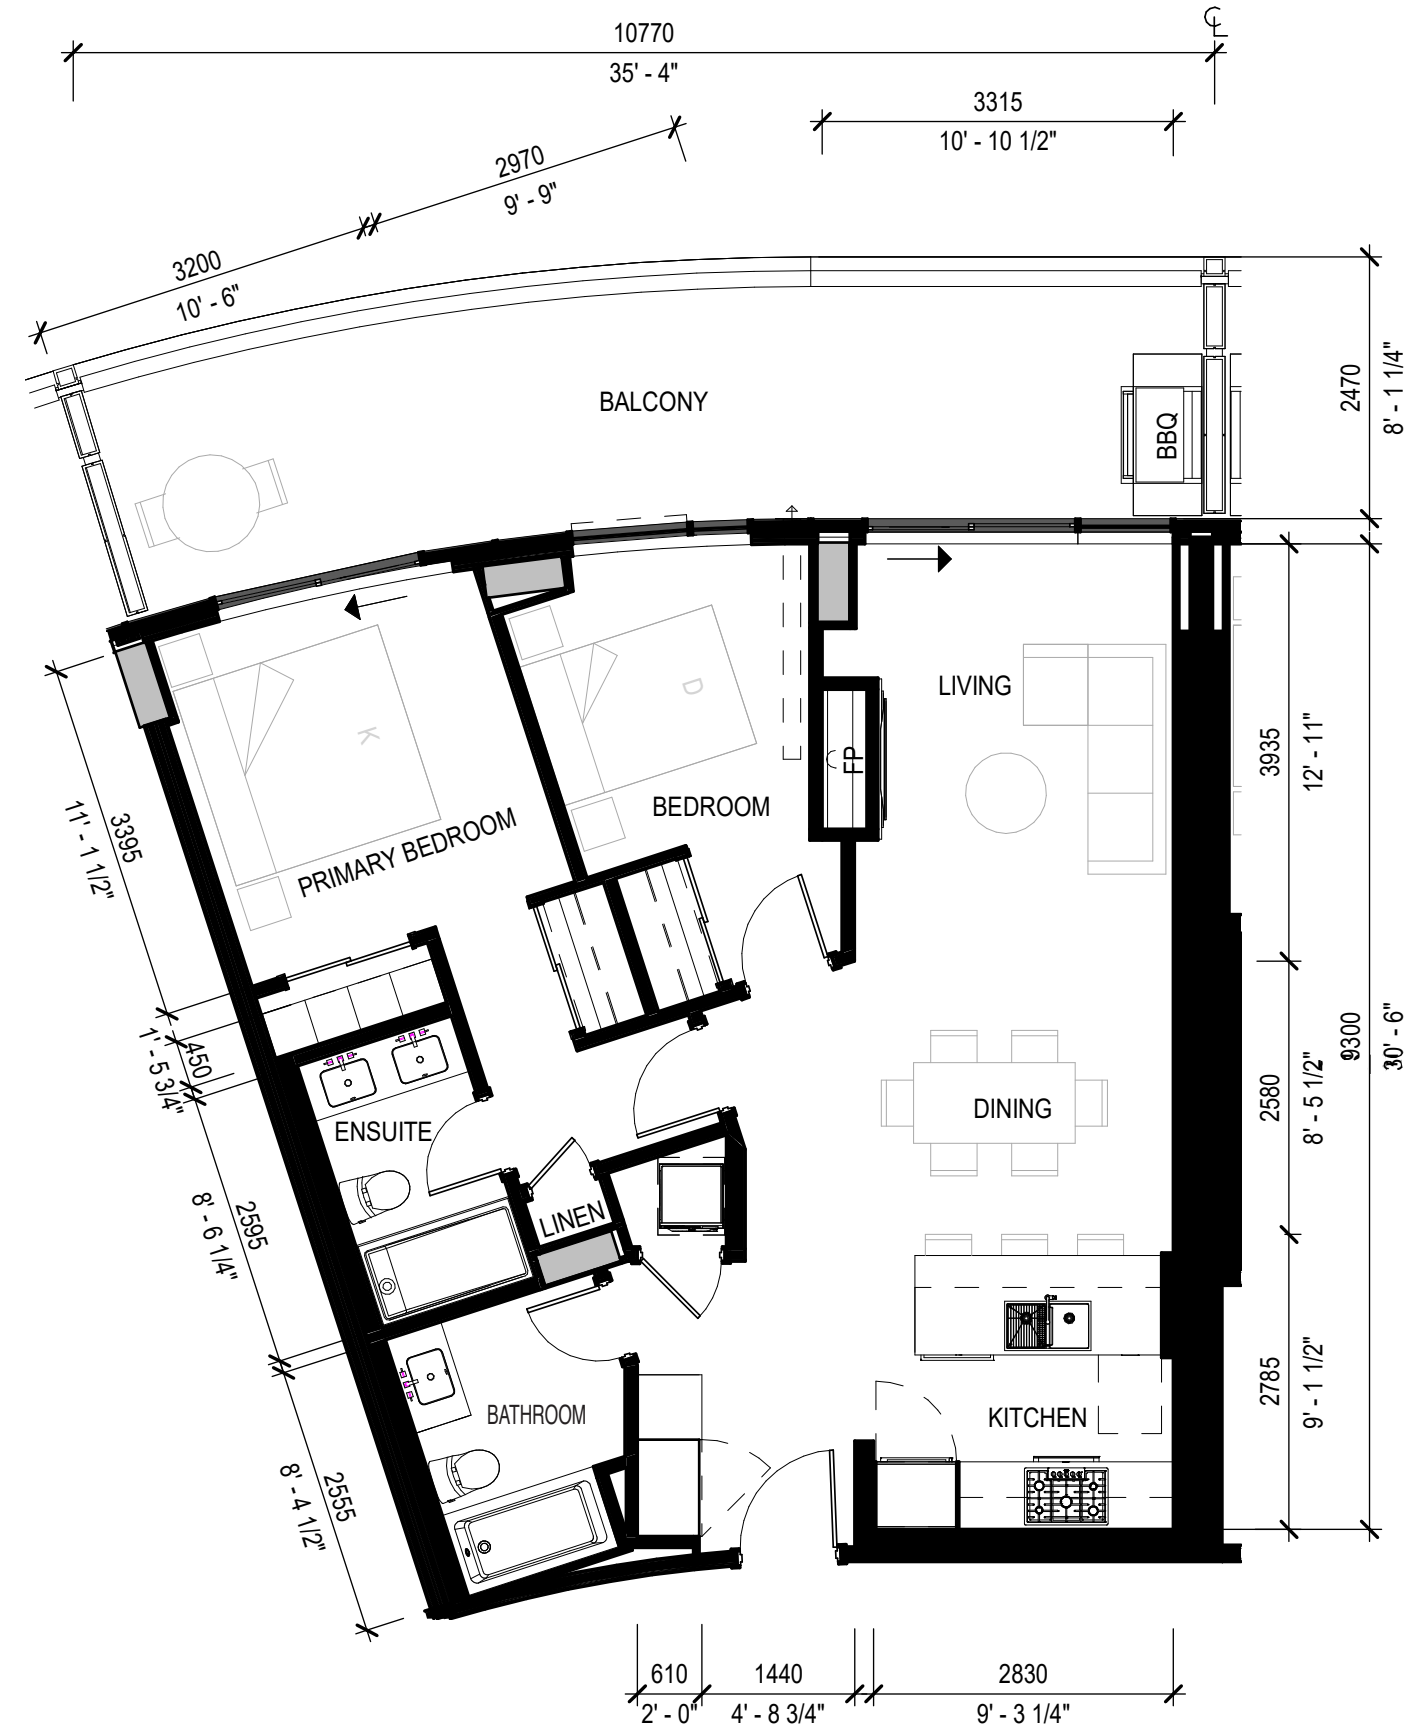 ℄
10770
35' - 4"
3315
10' - 10 1/2"
2970
9' - 9"
3200
10' - 6"
BALCONY
BBQ
2470
8' - 1 1/4"
LIVING
K
D
FP
BEDROOM
PRIMARY BEDROOM
3935
12' - 11"
3395
11' - 1 1/2"
450
1' - 5 3/4"
9300
30' - 6"
2580
8' - 5 1/2"
DINING
ENSUITE
LINEN
2595
8' - 6 1/4"
2785
9' - 1 1/2"
KITCHEN
BATHROOM
2555
8' - 4 1/2"
610
2' - 0"
1440
4' - 8 3/4"
2830
9' - 3 1/4"